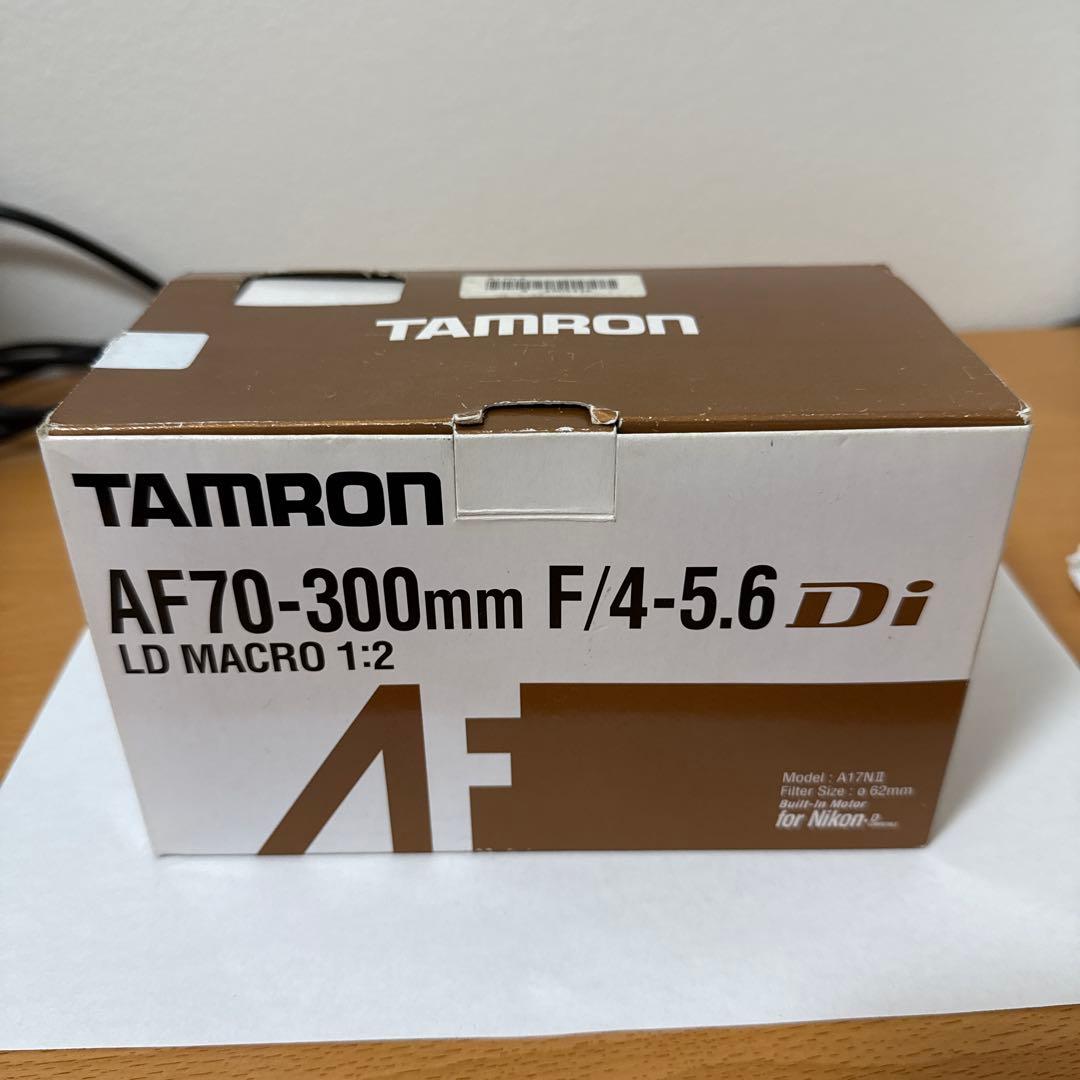 TAMRON
TAMRON
AF70-300mm F/4-5.6 Di
LD MACRO 1:2
AF
Model : A17NⅡ
Filter Size : ø 62mm
Built-In Motor
for Nikon-D